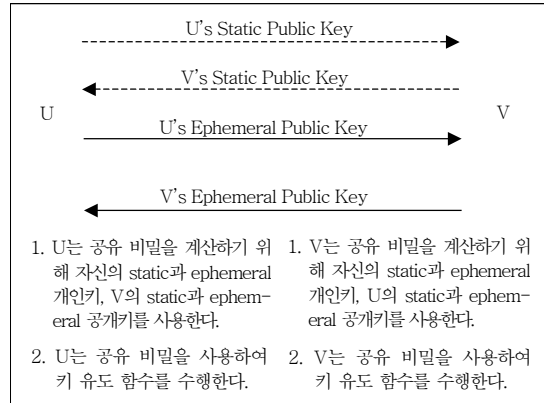 U's Static Public Key
V's Static Public Key
U
V
U's Ephemeral Public Key
V's Ephemeral Public Key
1. U는 공유 비밀을 계산하기 위
해 자신의 static과 ephemeral
개인키, V의 static과 ephem-
eral 공개키를 사용한다.
2. U는 공유 비밀을 사용하여
키 유도 함수를 수행한다.
1. V는 공유 비밀을 계산하기 위
해 자신의 static과 ephemeral
개인키, U의 static과 ephem-
eral 공개키를 사용한다.
2. V는 공유 비밀을 사용하여
키 유도 함수를 수행한다.